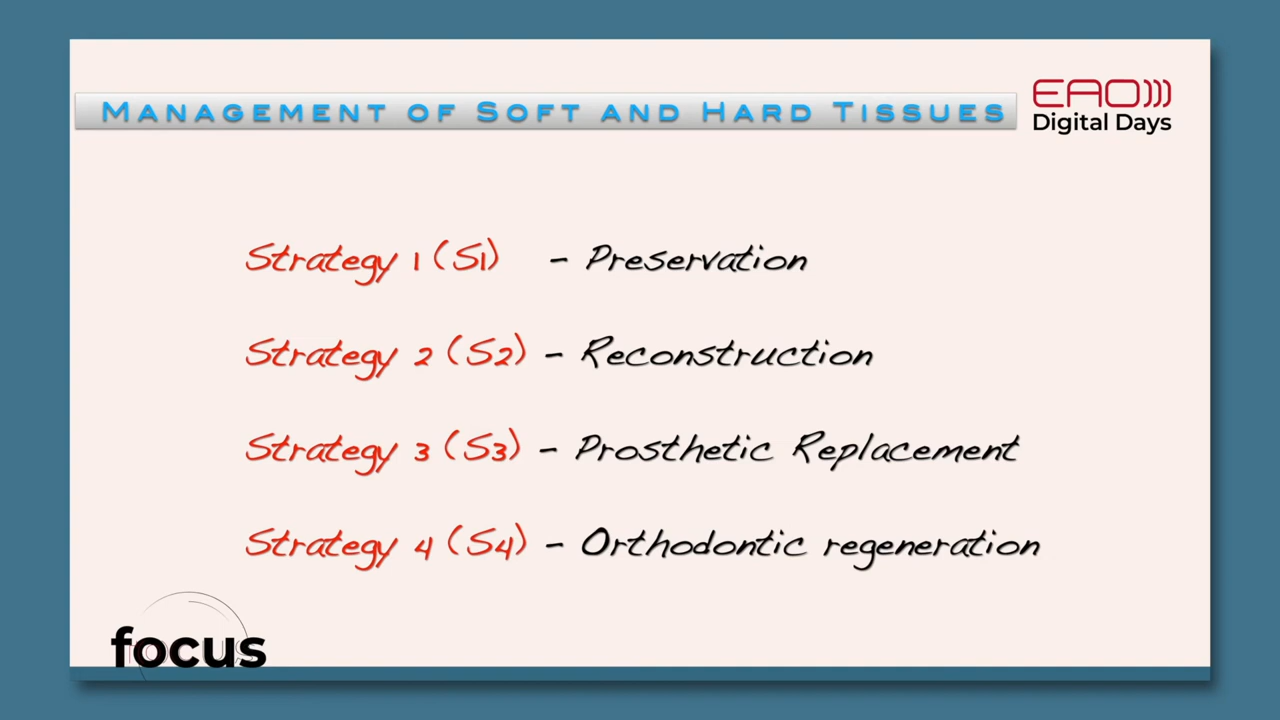 Management of Soft and Hard Tissues
EAO
Digital Days
Strategy 1 (S1) - Preservation
Strategy 2 (S2) - Reconstruction
Strategy 3 (S3) - Prosthetic Replacement
Strategy 4 (S4) - Orthodontic regeneration
focus